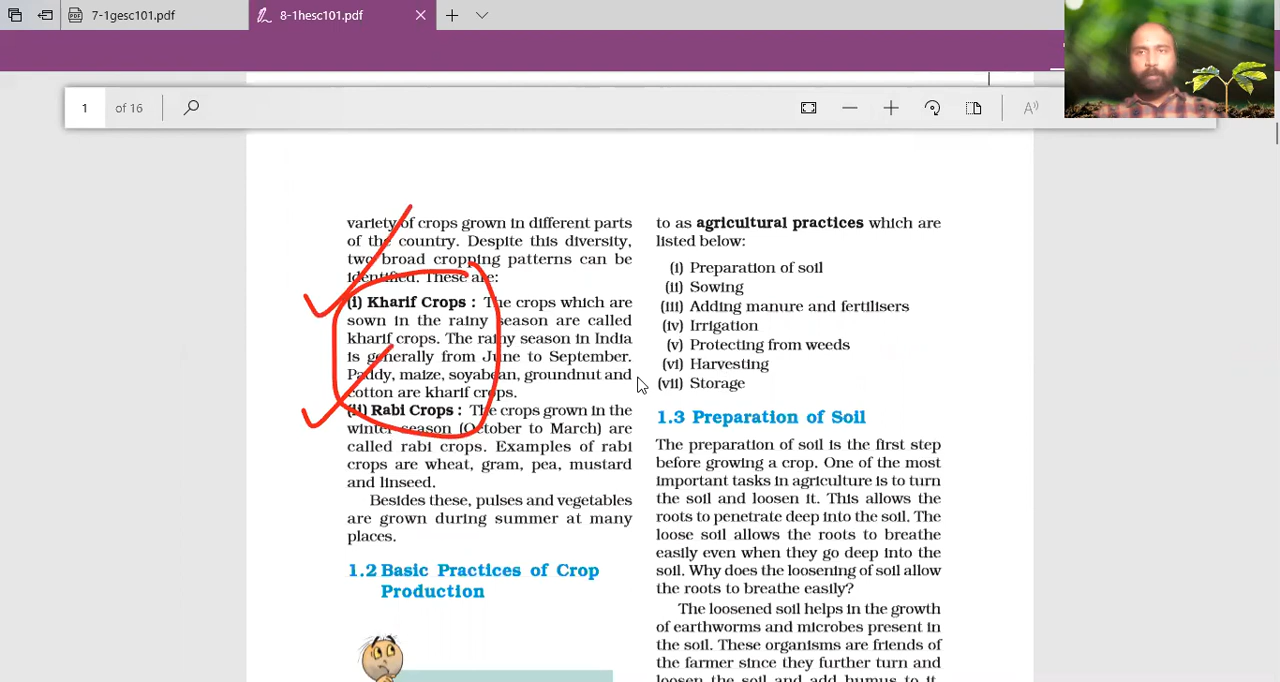 7-1gesc101.pdf
8-1hesc101.pdf
1 of 16
variety of crops grown in different parts
of the country. Despite this diversity,
two broad cropping patterns can be
identified. These are:
(i) Kharif Crops : The crops which are
sown in the rainy season are called
kharif crops. The rainy season in India
is generally from June to September.
Paddy, maize, soyabean, groundnut and
cotton are kharif crops.
(ii) Rabi Crops : The crops grown in the
winter season (October to March) are
called rabi crops. Examples of rabi
crops are wheat, gram, pea, mustard
and linseed.
Besides these, pulses and vegetables
are grown during summer at many
places.
1.2 Basic Practices of Crop
Production
to as agricultural practices which are
listed below:
(i) Preparation of soil
(ii) Sowing
(iii) Adding manure and fertilisers
(iv) Irrigation
(v) Protecting from weeds
(vi) Harvesting
(vii) Storage
1.3 Preparation of Soil
The preparation of soil is the first step
before growing a crop. One of the most
important tasks in agriculture is to turn
the soil and loosen it. This allows the
roots to penetrate deep into the soil. The
loose soil allows the roots to breathe
easily even when they go deep into the
soil. Why does the loosening of soil allow
the roots to breathe easily?
The loosened soil helps in the growth
of earthworms and microbes present in
the soil. These organisms are friends of
the farmer since they further turn and
loosen the soil and add humus to it.